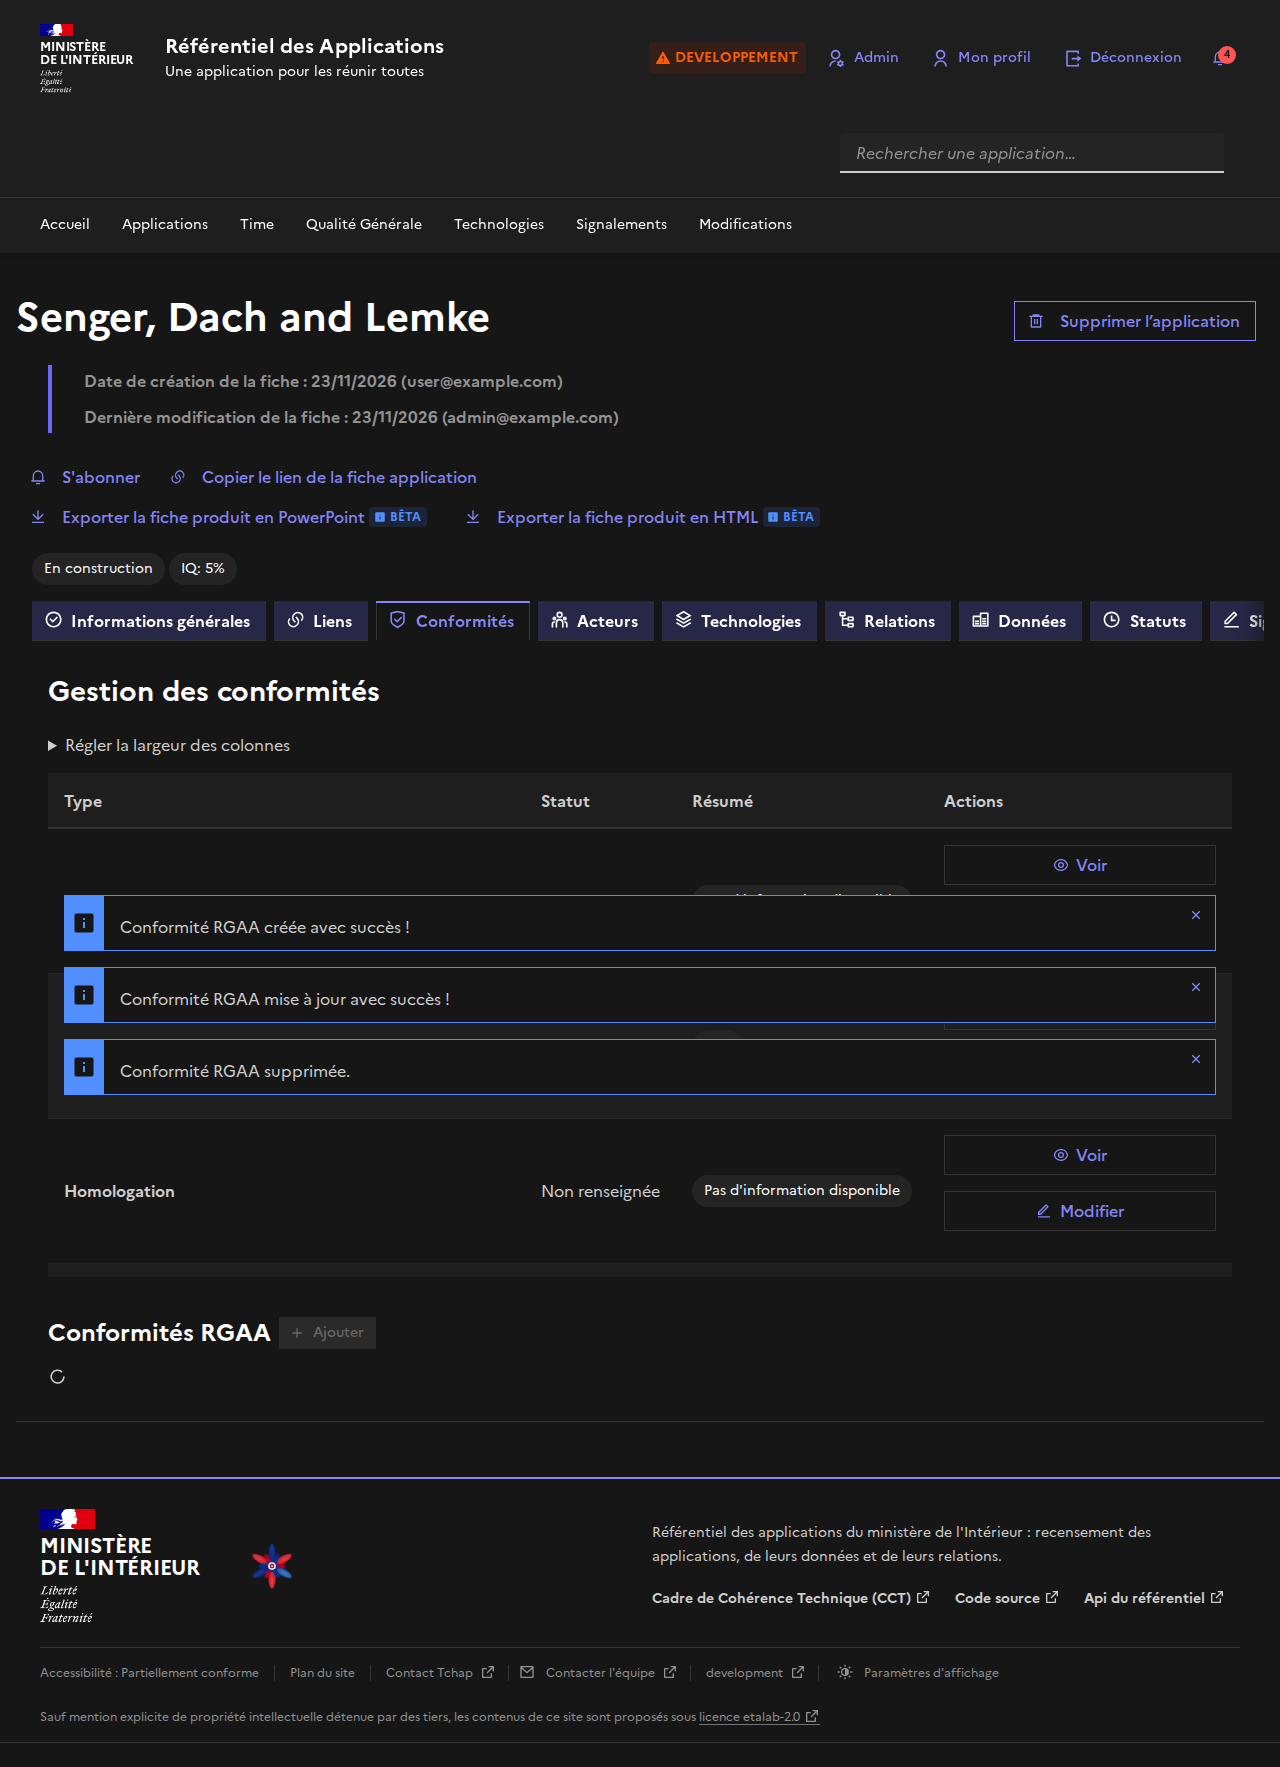 MINISTÈRE
DE L'INTÉRIEUR
Liberté
Égalité
Fraternité
Référentiel des Applications
Une application pour les réunir toutes
DEVELOPPEMENT
Admin
Mon profil
Déconnexion
4
Rechercher une application...
Accueil
Applications
Time
Qualité Générale
Technologies
Signalements
Modifications
Senger, Dach and Lemke
Supprimer l’application
Date de création de la fiche : 23/11/2026 (user@example.com)
Dernière modification de la fiche : 23/11/2026 (admin@example.com)
S'abonner
Copier le lien de la fiche application
Exporter la fiche produit en PowerPoint BÊTA
Exporter la fiche produit en HTML BÊTA
En construction
IQ: 5%
Informations générales
Liens
Conformités
Acteurs
Technologies
Relations
Données
Statuts
Gestion des conformités
Régler la largeur des colonnes
Type
Statut
Résumé
Actions
Voir
Conformité RGAA créée avec succès !
Conformité RGAA mise à jour avec succès !
Conformité RGAA supprimée.
Homologation
Non renseignée
Pas d'information disponible
Voir
Modifier
Conformités RGAA
Ajouter
MINISTÈRE
DE L'INTÉRIEUR
Liberté
Égalité
Fraternité
Référentiel des applications du ministère de l'Intérieur : recensement des
applications, de leurs données et de leurs relations.
Cadre de Cohérence Technique (CCT)
Code source
Api du référentiel
Accessibilité : Partiellement conforme
Plan du site
Contact Tchap
Contacter l'équipe
development
Paramètres d'affichage
Sauf mention explicite de propriété intellectuelle détenue par des tiers, les contenus de ce site sont proposés sous licence etalab-2.0